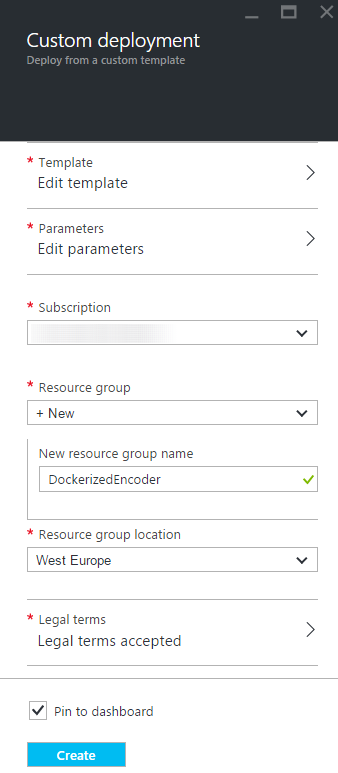 Custom deployment
Deploy from a custom template
* Template
Edit template
* Parameters
Edit parameters
* Subscription
* Resource group
+ New
New resource group name
DockerizedEncoder
* Resource group location
West Europe
* Legal terms
Legal terms accepted
Pin to dashboard
Create